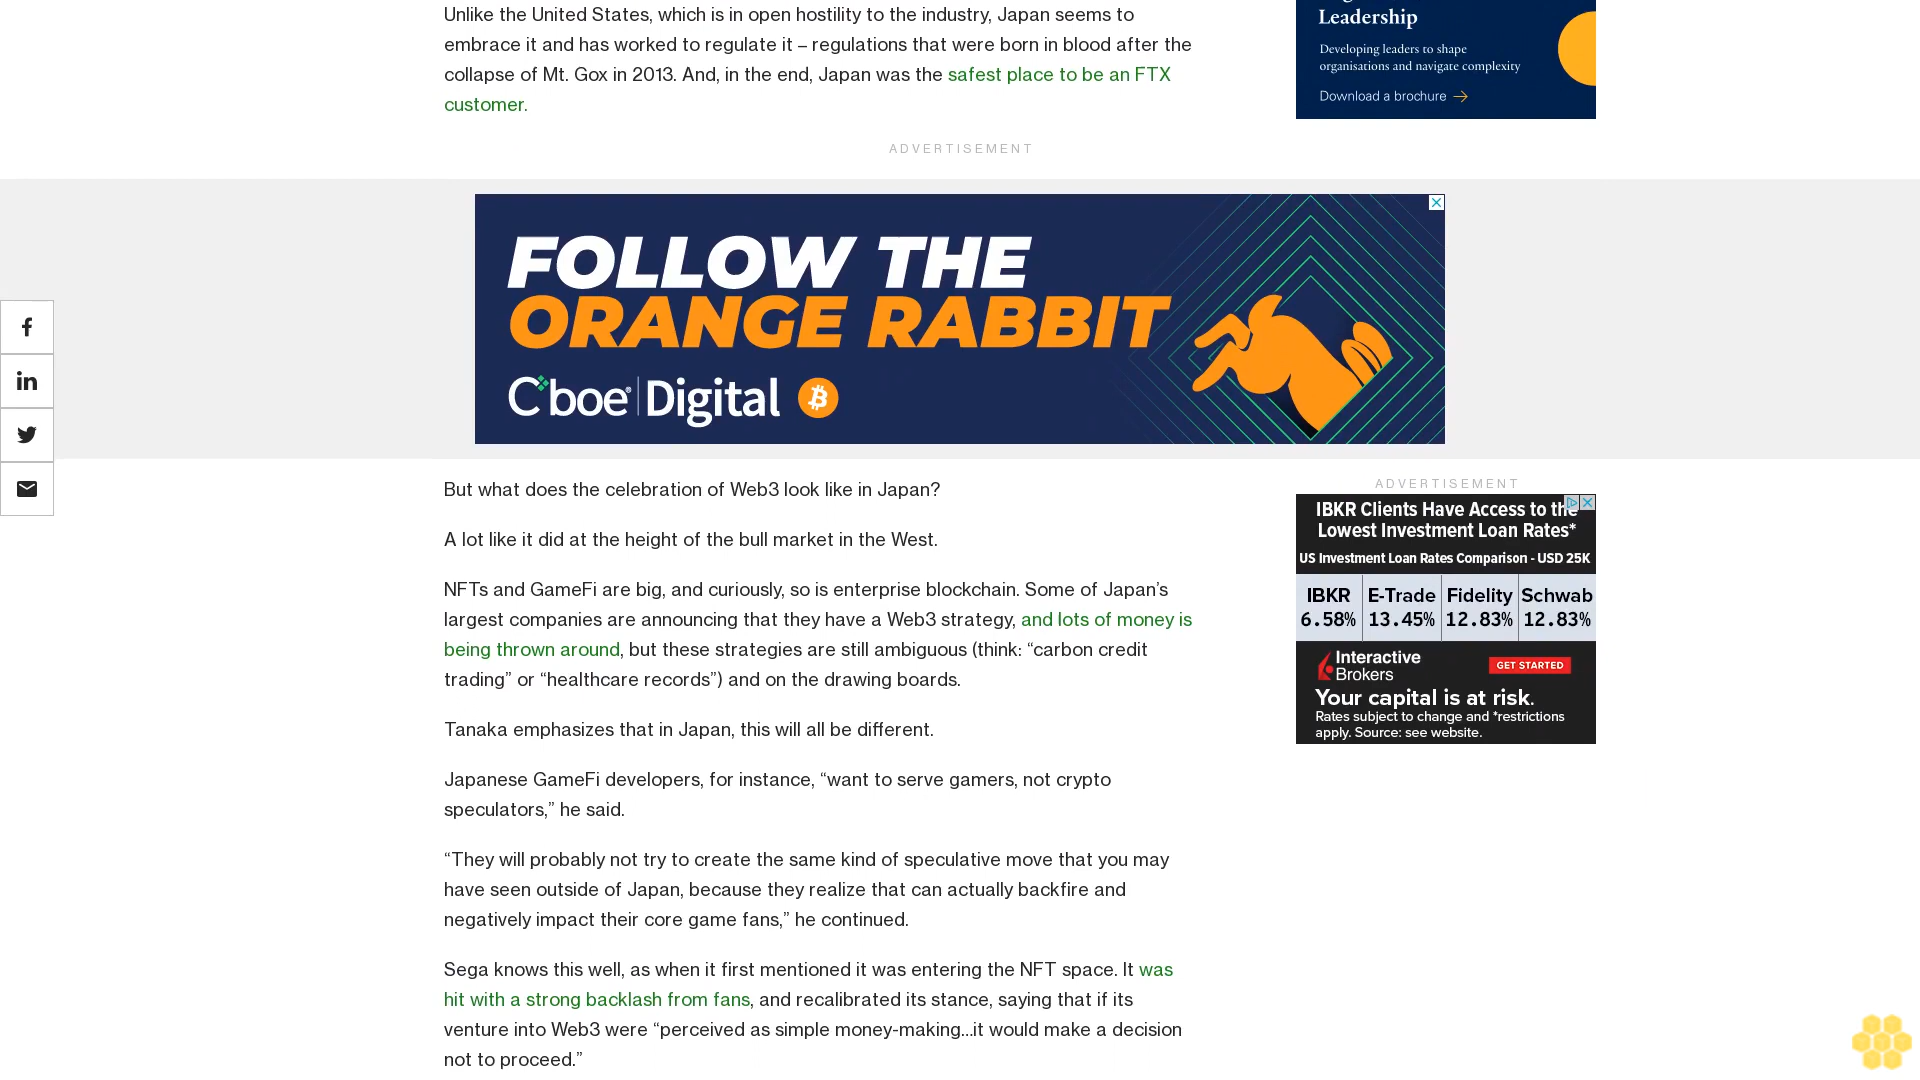 Unlike the United States, which is in open hostility to the industry, Japan seems to
embrace it and has worked to regulate it – regulations that were born in blood after the
collapse of Mt. Gox in 2013. And, in the end, Japan was the safest place to be an FTX
customer.
Leadership
Developing leaders to shape
organisations and navigate complexity
Download a brochure →
ADVERTISEMENT
FOLLOW THE
ORANGE RABBIT
Cboe® | Digital
But what does the celebration of Web3 look like in Japan?
A lot like it did at the height of the bull market in the West.
NFTs and GameFi are big, and curiously, so is enterprise blockchain. Some of Japan’s
largest companies are announcing that they have a Web3 strategy, and lots of money is
being thrown around, but these strategies are still ambiguous (think: “carbon credit
trading” or “healthcare records”) and on the drawing boards.
Tanaka emphasizes that in Japan, this will all be different.
Japanese GameFi developers, for instance, “want to serve gamers, not crypto
speculators,” he said.
“They will probably not try to create the same kind of speculative move that you may
have seen outside of Japan, because they realize that can actually backfire and
negatively impact their core game fans,” he continued.
Sega knows this well, as when it first mentioned it was entering the NFT space. It was
hit with a strong backlash from fans, and recalibrated its stance, saying that if its
venture into Web3 were “perceived as simple money-making...it would make a decision
not to proceed.”
ADVERTISEMENT
IBKR Clients Have Access to the
Lowest Investment Loan Rates*
US Investment Loan Rates Comparison - USD 25K
IBKR E-Trade Fidelity Schwab
6.58% 13.45% 12.83% 12.83%
Interactive
Brokers
GET STARTED
Your capital is at risk.
Rates subject to change and *restrictions
apply. Source: see website.